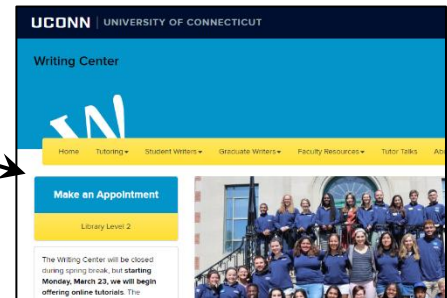 UCONN | UNIVERSITY OF CONNECTICUT
Writing Center
W
Home Tutoring Student Writers Graduate Writers Faculty Resources Tutor Talks
Make an Appointment
Library Level 2
The Writing Center will be closed
during spring break, but starting
Monday, March 23, we will begin
offering online tutorials. The